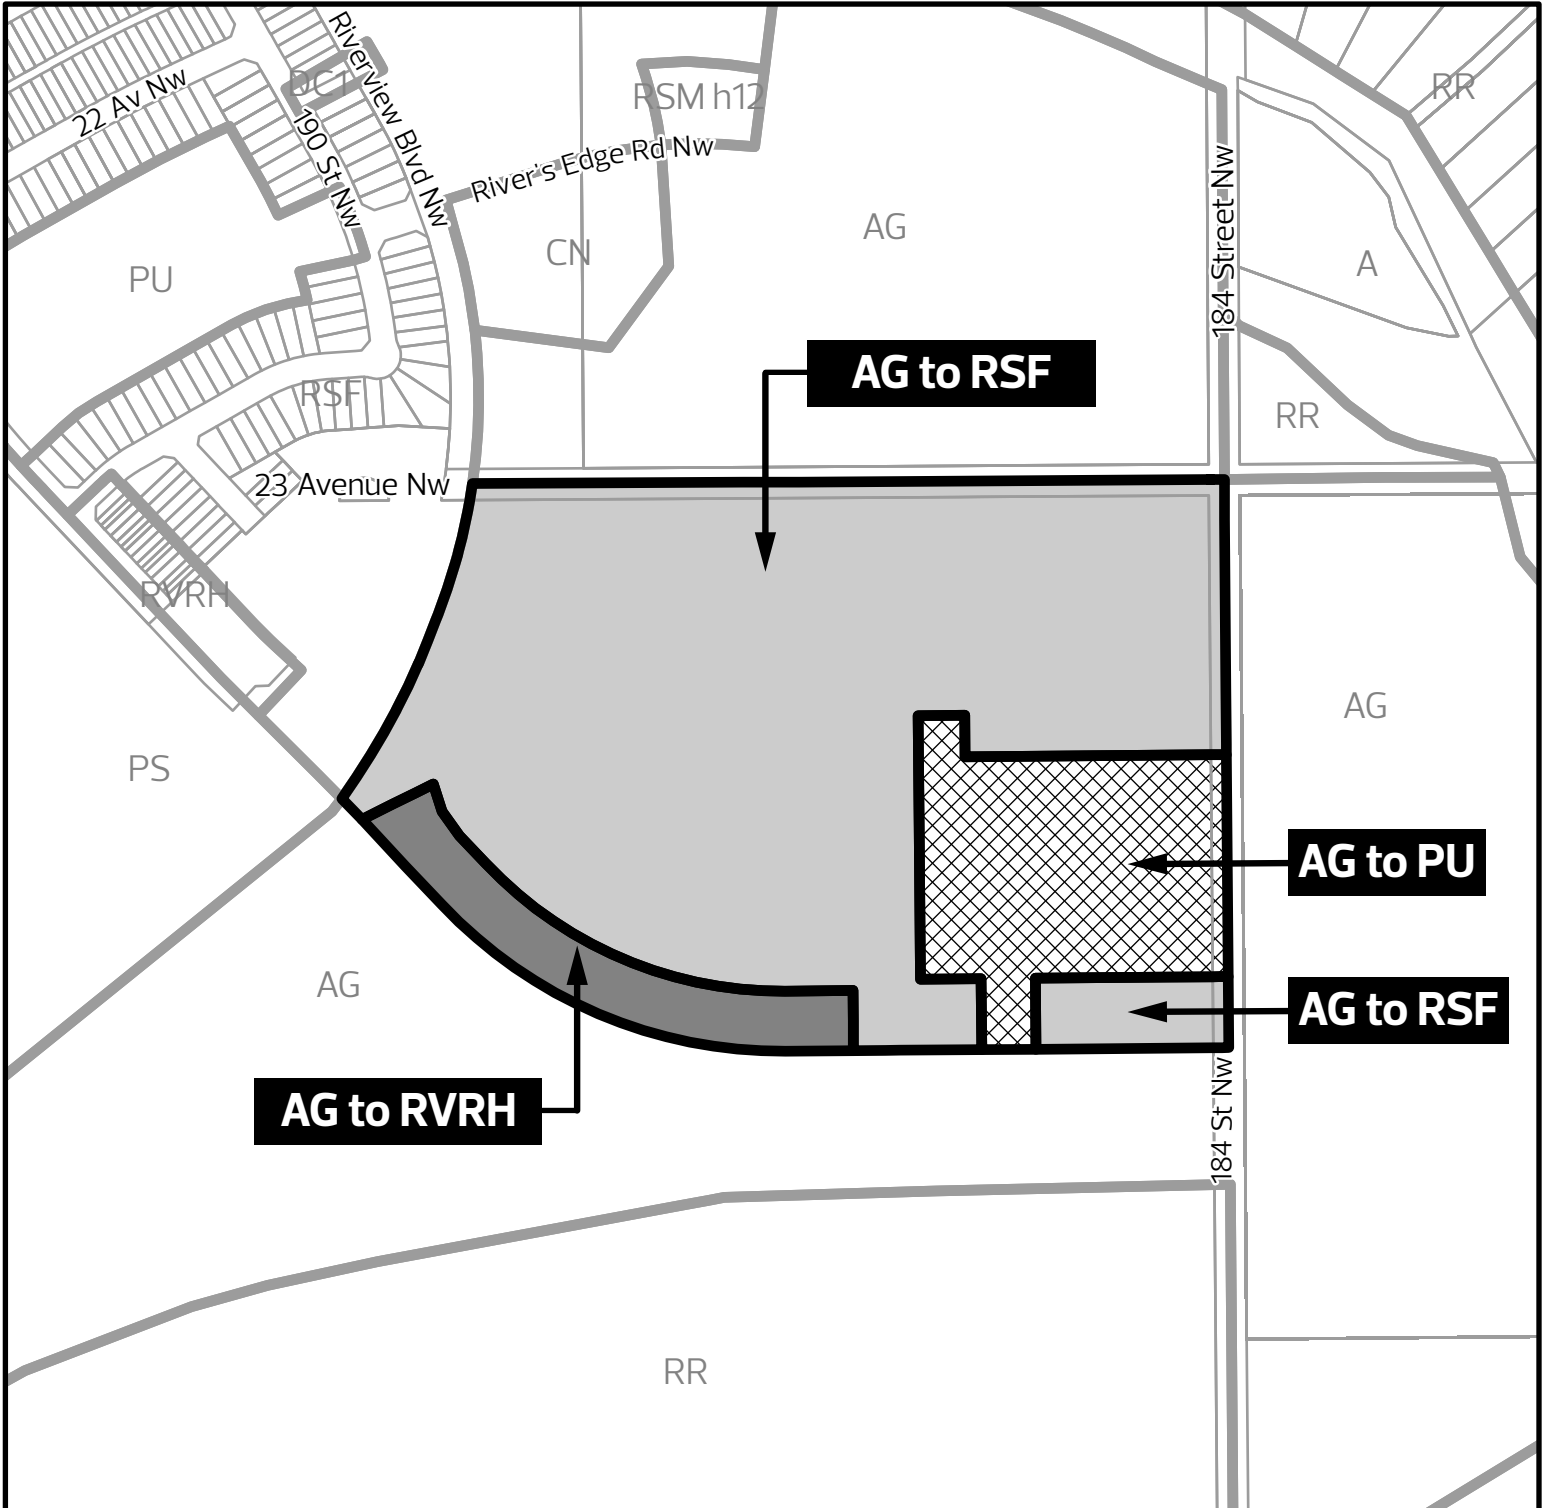 Riverview Blvd Nw
DC1
22 Av Nw
190 St Nw
RSM h12
RR
River's Edge Rd Nw
184 Street Nw
AG
CN
PU
A
AG to RSF
RSF
RR
23 Avenue Nw
RVRH
AG
PS
AG to PU
AG
AG to RSF
AG to RVRH
184 St Nw
RR